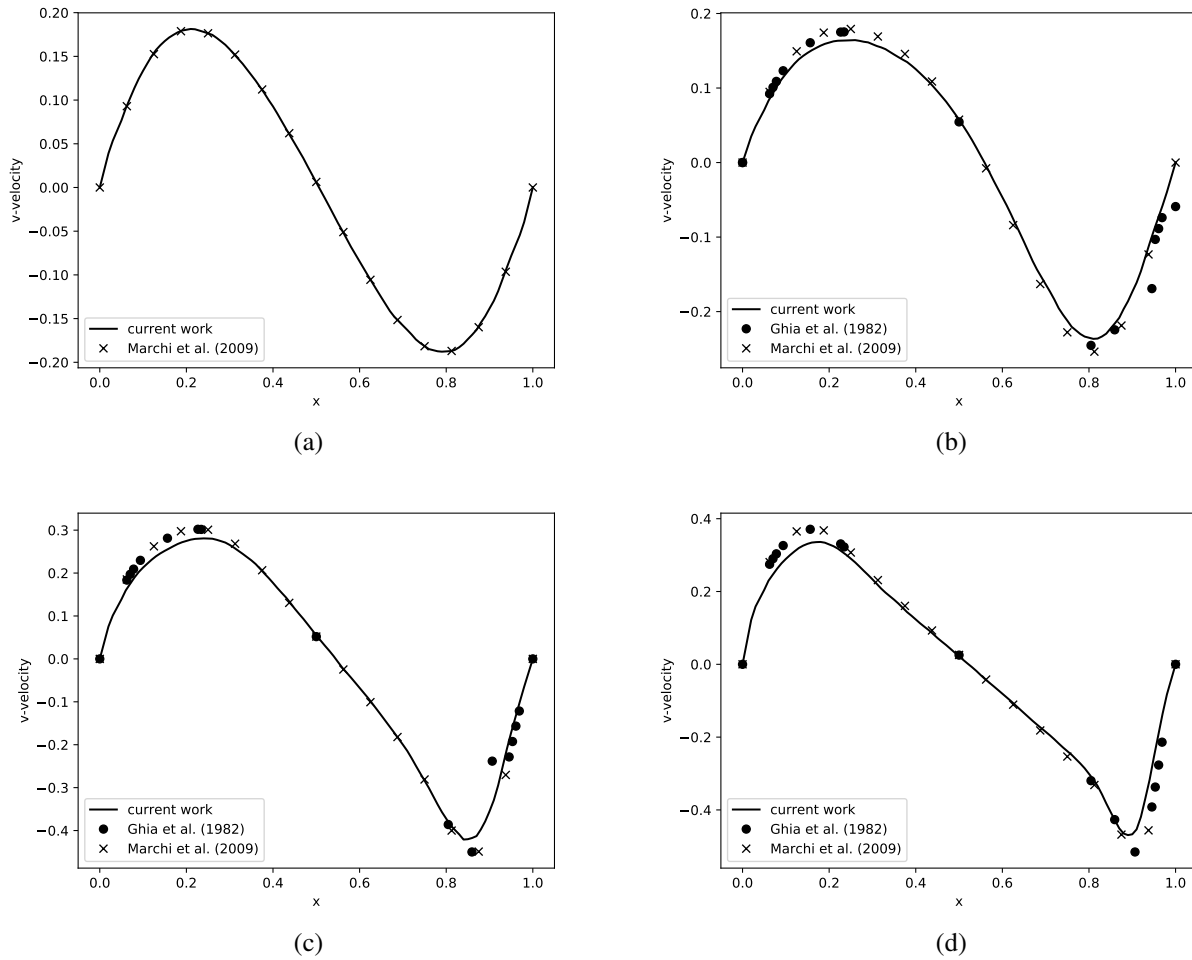 0.20
0.15
0.10
0.05
0.00
−0.05
−0.10
−0.15
−0.20
v-velocity
current work
Marchi et al. (2009)
0.0 0.2 0.4 0.6 0.8 1.0
x
(a)
0.2
0.1
0.0
−0.1
−0.2
v-velocity
current work
Ghia et al. (1982)
Marchi et al. (2009)
0.0 0.2 0.4 0.6 0.8 1.0
x
(b)
0.3
0.2
0.1
0.0
−0.1
−0.2
−0.3
−0.4
v-velocity
current work
Ghia et al. (1982)
Marchi et al. (2009)
0.0 0.2 0.4 0.6 0.8 1.0
x
(c)
0.4
0.2
0.0
−0.2
−0.4
v-velocity
current work
Ghia et al. (1982)
Marchi et al. (2009)
0.0 0.2 0.4 0.6 0.8 1.0
x
(d)